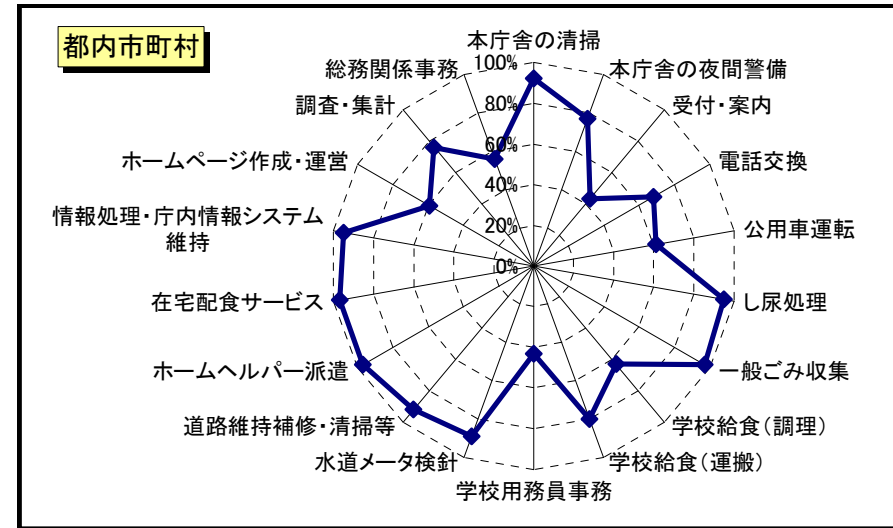 都内市町村
本庁舎の清掃
本庁舎の夜間警備
受付・案内
電話交換
公用車運転
し尿処理
一般ごみ収集
学校給食(調理)
学校給食(運搬)
学校用務員事務
水道メータ検針
道路維持補修・清掃等
ホームヘルパー派遣
在宅配食サービス
情報処理・庁内情報システム
維持
ホームページ作成・運営
調査・集計
総務関係事務
100%
80%
60%
40%
20%
0%